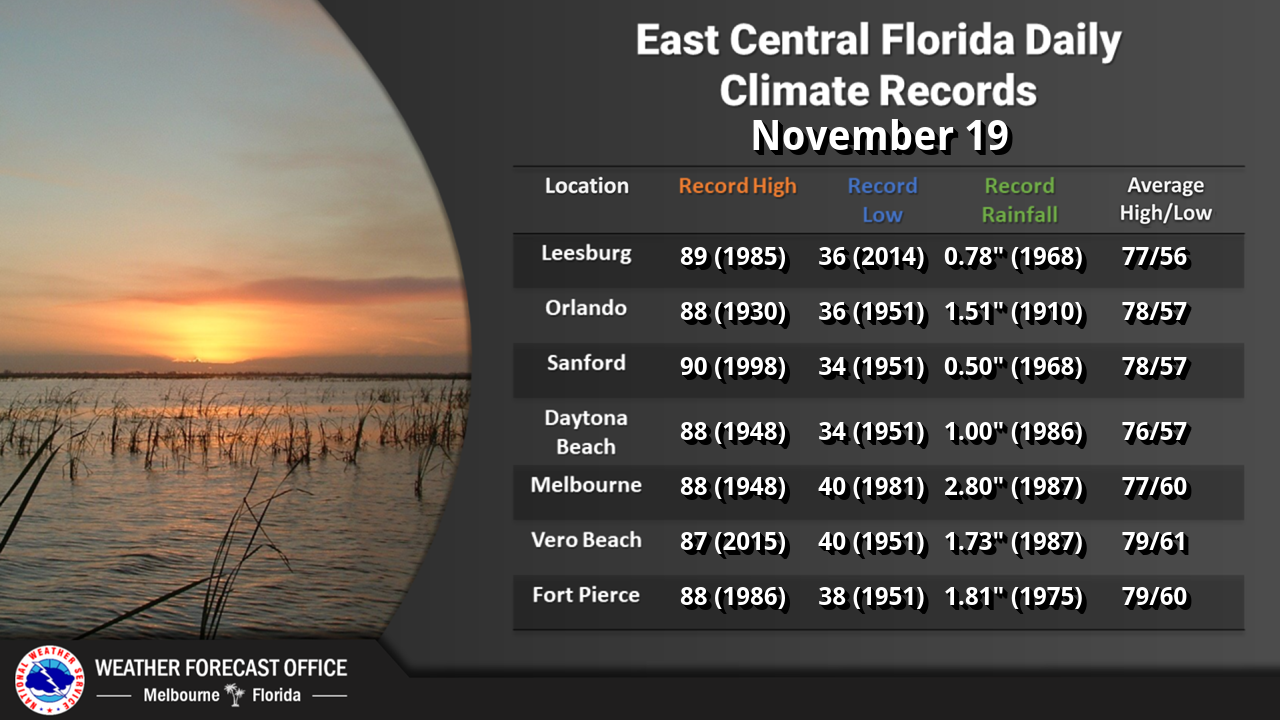 East Central Florida Daily
Climate Records
November 19
Location Record High Record Low Record Rainfall Average High/Low
Leesburg 89 (1985) 36 (2014) 0.78" (1968) 77/56
Orlando 88 (1930) 36 (1951) 1.51" (1910) 78/57
Sanford 90 (1998) 34 (1951) 0.50" (1968) 78/57
Daytona Beach 88 (1948) 34 (1951) 1.00" (1986) 76/57
Melbourne 88 (1948) 40 (1981) 2.80" (1987) 77/60
Vero Beach 87 (2015) 40 (1951) 1.73" (1987) 79/61
Fort Pierce 88 (1986) 38 (1951) 1.81" (1975) 79/60
NATIONAL WEATHER SERVICE
WEATHER FORECAST OFFICE
Melbourne Florida